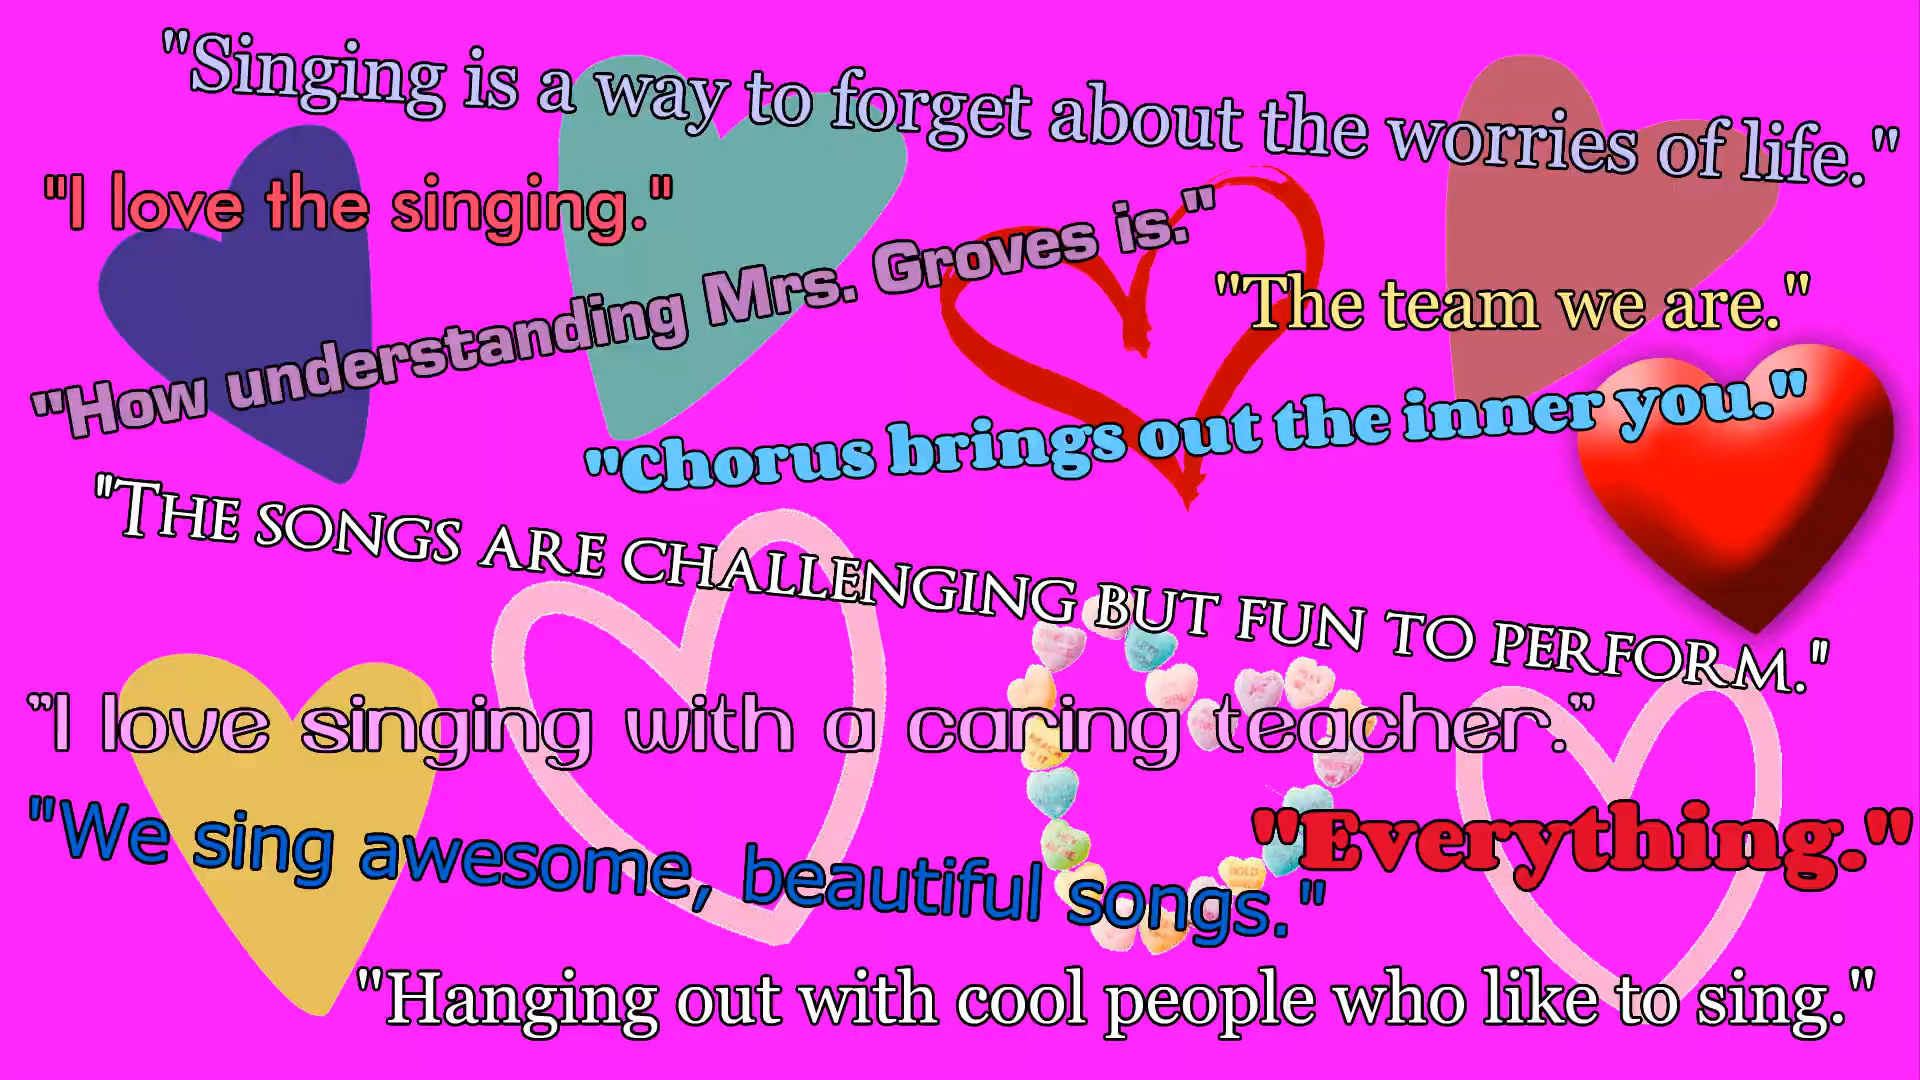 "Singing is a way to forget about the worries of life."
"I love the singing."
"How understanding Mrs. Groves is."
"The team we are."
"Chorus brings out the inner you."
"THE SONGS ARE CHALLENGING BUT FUN TO PERFORM."
"I love singing with a caring teacher."
"We sing awesome, beautiful songs."
"Everything."
"Hanging out with cool people who like to sing."